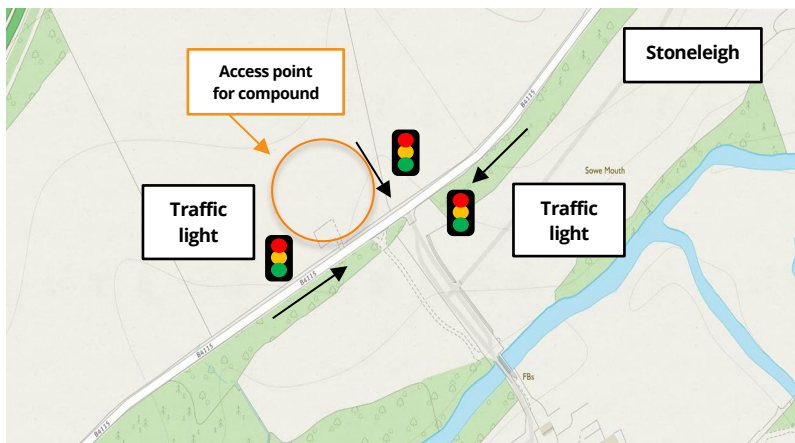 Stoneleigh
Access point
for compound
B4115
Sowe Mouth
Traffic
light
Traffic
light
B4115
B4115
B4115
FBs